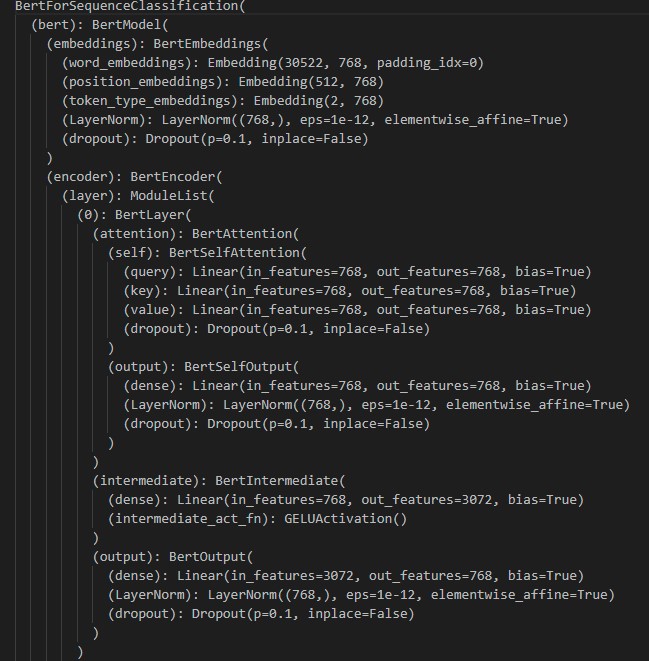 BertForSequenceClassification(
(bert): BertModel(
(embeddings): BertEmbeddings(
(word_embeddings): Embedding(30522, 768, padding_idx=0)
(position_embeddings): Embedding(512, 768)
(token_type_embeddings): Embedding(2, 768)
(LayerNorm): LayerNorm((768,), eps=1e-12, elementwise_affine=True)
(dropout): Dropout(p=0.1, inplace=False)
)
(encoder): BertEncoder(
(layer): ModuleList(
(0): BertLayer(
(attention): BertAttention(
(self): BertSelfAttention(
(query): Linear(in_features=768, out_features=768, bias=True)
(key): Linear(in_features=768, out_features=768, bias=True)
(value): Linear(in_features=768, out_features=768, bias=True)
(dropout): Dropout(p=0.1, inplace=False)
)
(output): BertSelfOutput(
(dense): Linear(in_features=768, out_features=768, bias=True)
(LayerNorm): LayerNorm((768,), eps=1e-12, elementwise_affine=True)
(dropout): Dropout(p=0.1, inplace=False)
)
)
(intermediate): BertIntermediate(
(dense): Linear(in_features=768, out_features=3072, bias=True)
(intermediate_act_fn): GELUActivation()
)
(output): BertOutput(
(dense): Linear(in_features=3072, out_features=768, bias=True)
(LayerNorm): LayerNorm((768,), eps=1e-12, elementwise_affine=True)
(dropout): Dropout(p=0.1, inplace=False)
)
)